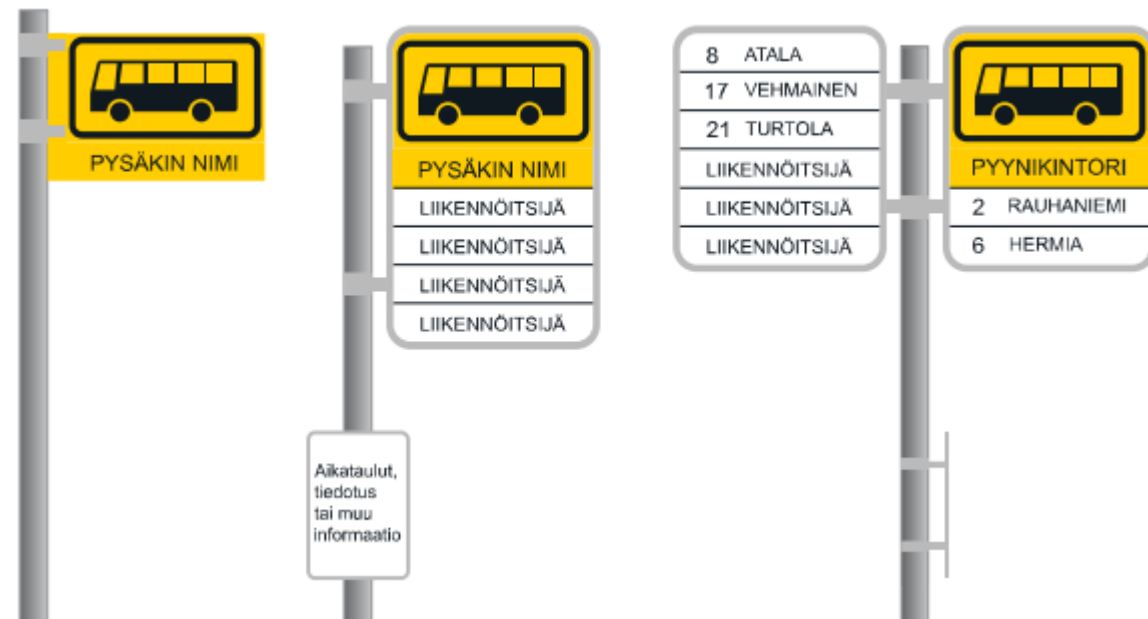 PYSÄKIN NIMI
PYSÄKIN NIMI
LIIKENNÖITSIJÄ
LIIKENNÖITSIJÄ
LIIKENNÖITSIJÄ
LIIKENNÖITSIJÄ
Aikataulut,
tiedotus
tai muu
informaatio
8 ATALA
17 VEHMAINEN
21 TURTOLA
LIIKENNÖITSIJÄ
LIIKENNÖITSIJÄ
LIIKENNÖITSIJÄ
PYYNIKINTORI
2 RAUHANIEMI
6 HERMIA